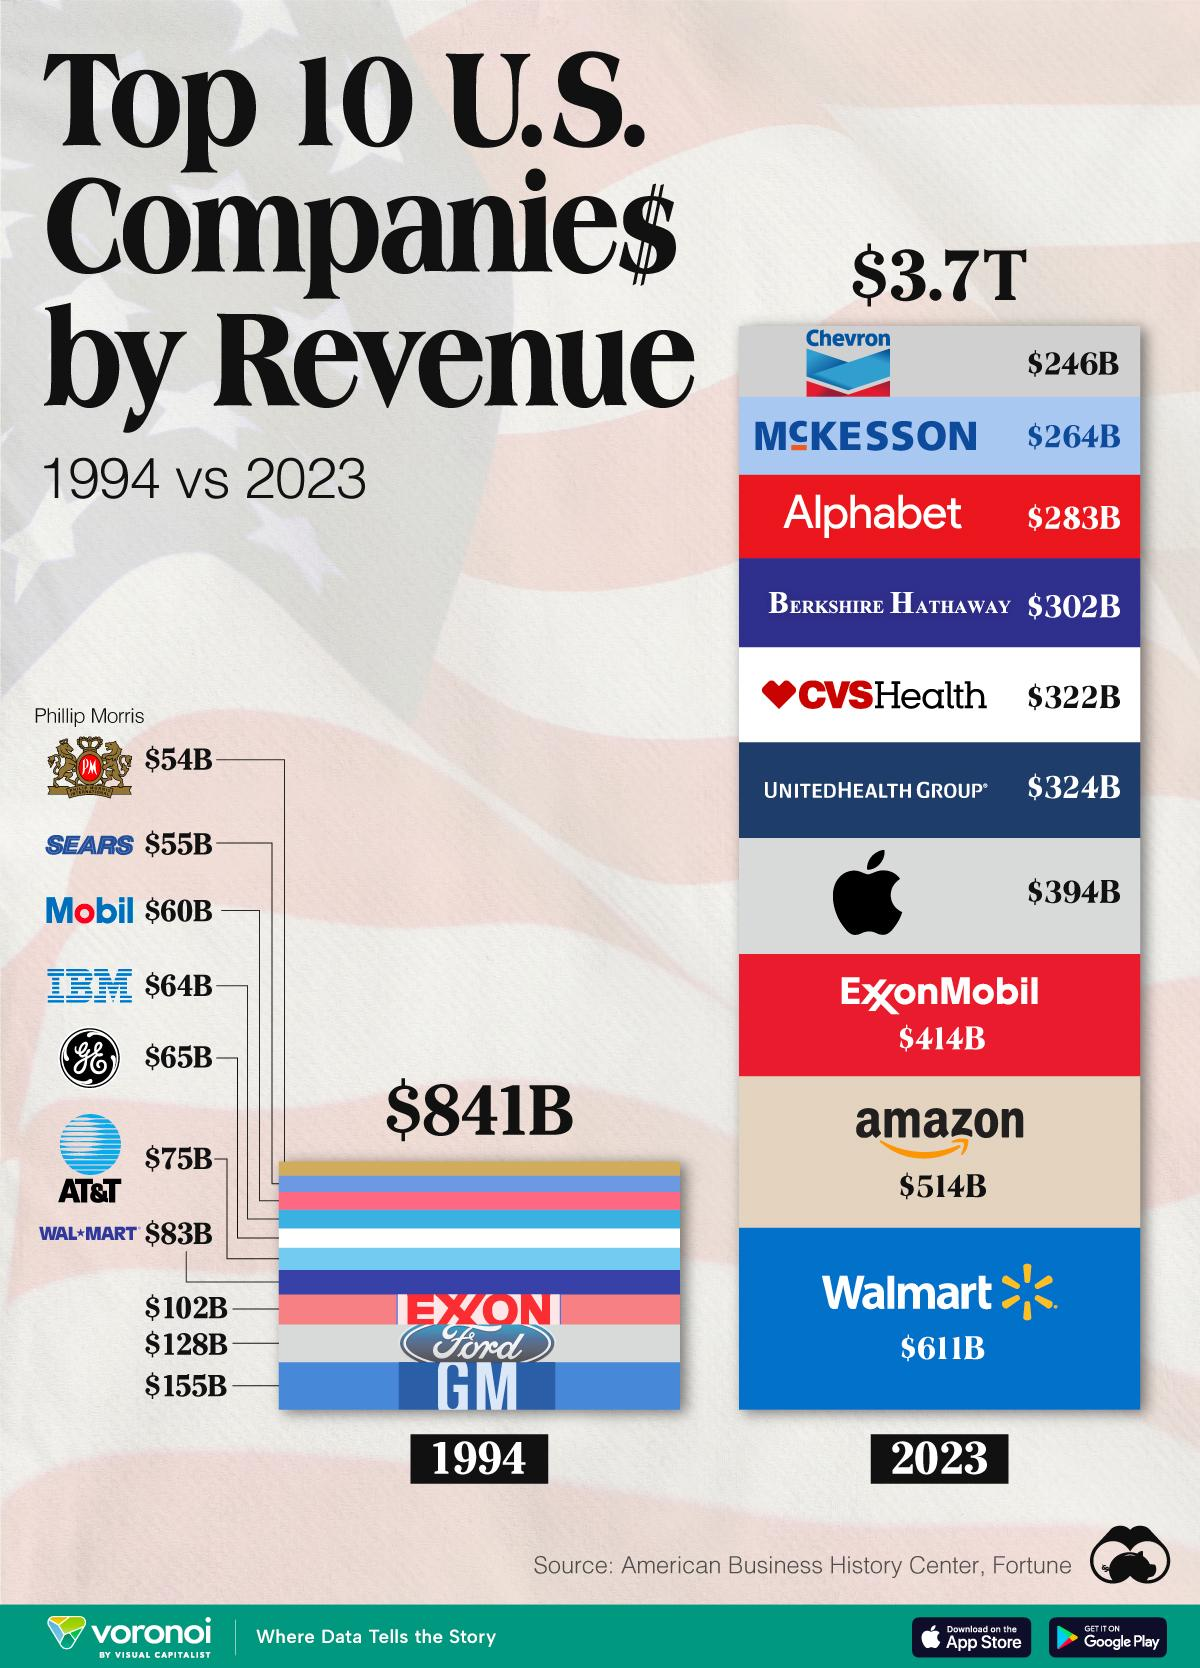 Top 10 U.S.
Companie$
by Revenue
1994 vs 2023
$3.7T
Chevron
$246B
McKESSON
$264B
Alphabet
$283B
BERKSHIRE HATHAWAY
$302B
CVSHealth
$322B
UNITEDHEALTH GROUP®
$324B
$394B
ExxonMobil
$414B
amazon
$514B
Walmart
$611B
2023
Phillip Morris
PM
$54B
SEARS
$55B
Mobil
$60B
IBM
$64B
GE
$65B
AT&T
$75B
WAL★MART
$83B
$102B
$128B
$155B
$841B
EXXON
Ford
GM
1994
Source: American Business History Center, Fortune
voronoi
BY VISUAL CAPITALIST
Where Data Tells the Story
Download on the
App Store
GET IT ON
Google Play